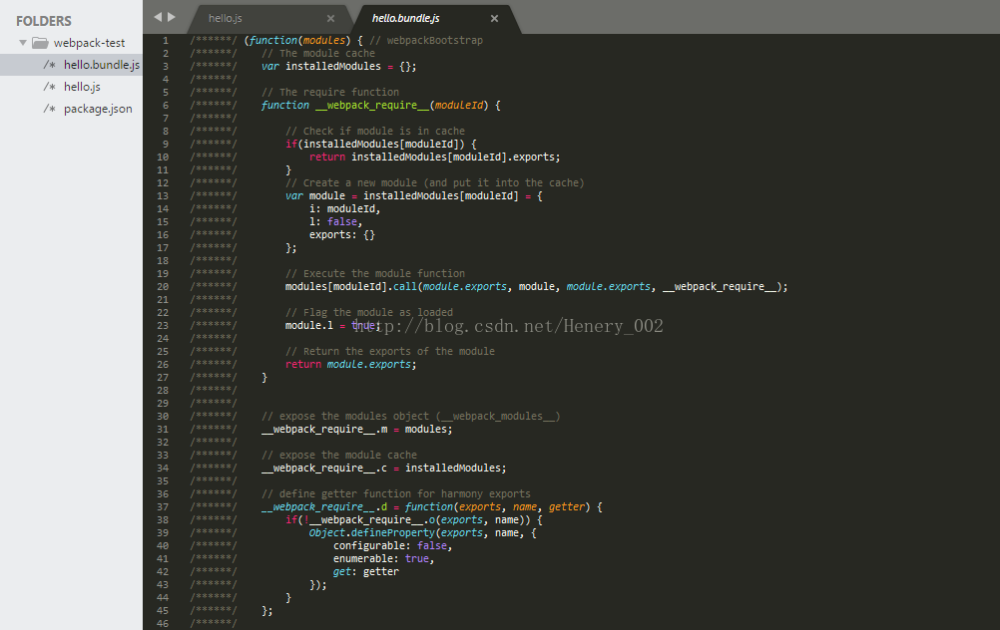 FOLDERS
webpack-test
/* hello.bundle.js
/* hello.js
/* package.json
hello.js ×
hello.bundle.js ×
1 /******/ (function(modules) { // webpackBootstrap
2 /******/ // The module cache
3 /******/ var installedModules = {};
4 /******/
5 /******/ // The require function
6 /******/ function __webpack_require__(moduleId) {
7 /******/
8 /******/ // Check if module is in cache
9 /******/ if(installedModules[moduleId]) {
10 /******/ return installedModules[moduleId].exports;
11 /******/ }
12 /******/ // Create a new module (and put it into the cache)
13 /******/ var module = installedModules[moduleId] = {
14 /******/ i: moduleId,
15 /******/ l: false,
16 /******/ exports: {}
17 /******/ };
18 /******/
19 /******/ // Execute the module function
20 /******/ modules[moduleId].call(module.exports, module, module.exports, __webpack_require__);
21 /******/
22 /******/ // Flag the module as loaded
23 /******/ module.l = true;
http://blog.csdn.net/Henery_002
24 /******/
25 /******/ // Return the exports of the module
26 /******/ return module.exports;
27 /******/ }
28 /******/
29 /******/
30 /******/ // expose the modules object (__webpack_modules__)
31 /******/ __webpack_require__.m = modules;
32 /******/
33 /******/ // expose the module cache
34 /******/ __webpack_require__.c = installedModules;
35 /******/
36 /******/ // define getter function for harmony exports
37 /******/ __webpack_require__.d = function(exports, name, getter) {
38 /******/ if(!__webpack_require__.o(exports, name)) {
39 /******/ Object.defineProperty(exports, name, {
40 /******/ configurable: false,
41 /******/ enumerable: true,
42 /******/ get: getter
43 /******/ });
44 /******/ }
45 /******/ };
46 /******/